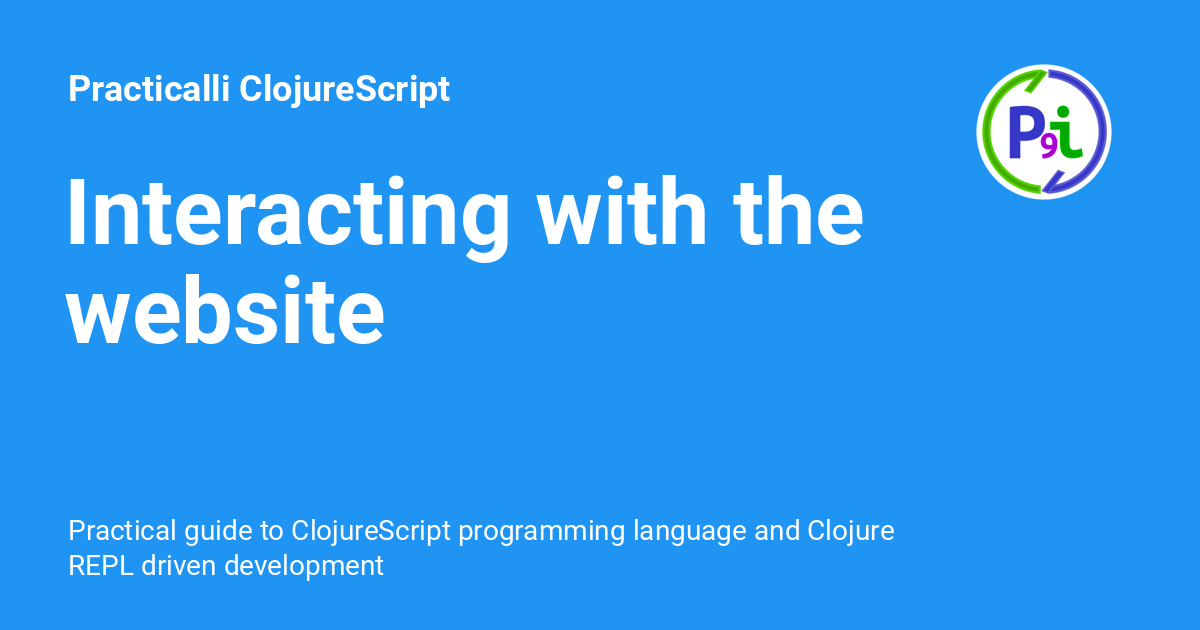 Practicalli ClojureScript
P9i
Interacting with the
website
Practical guide to ClojureScript programming language and Clojure
REPL driven development